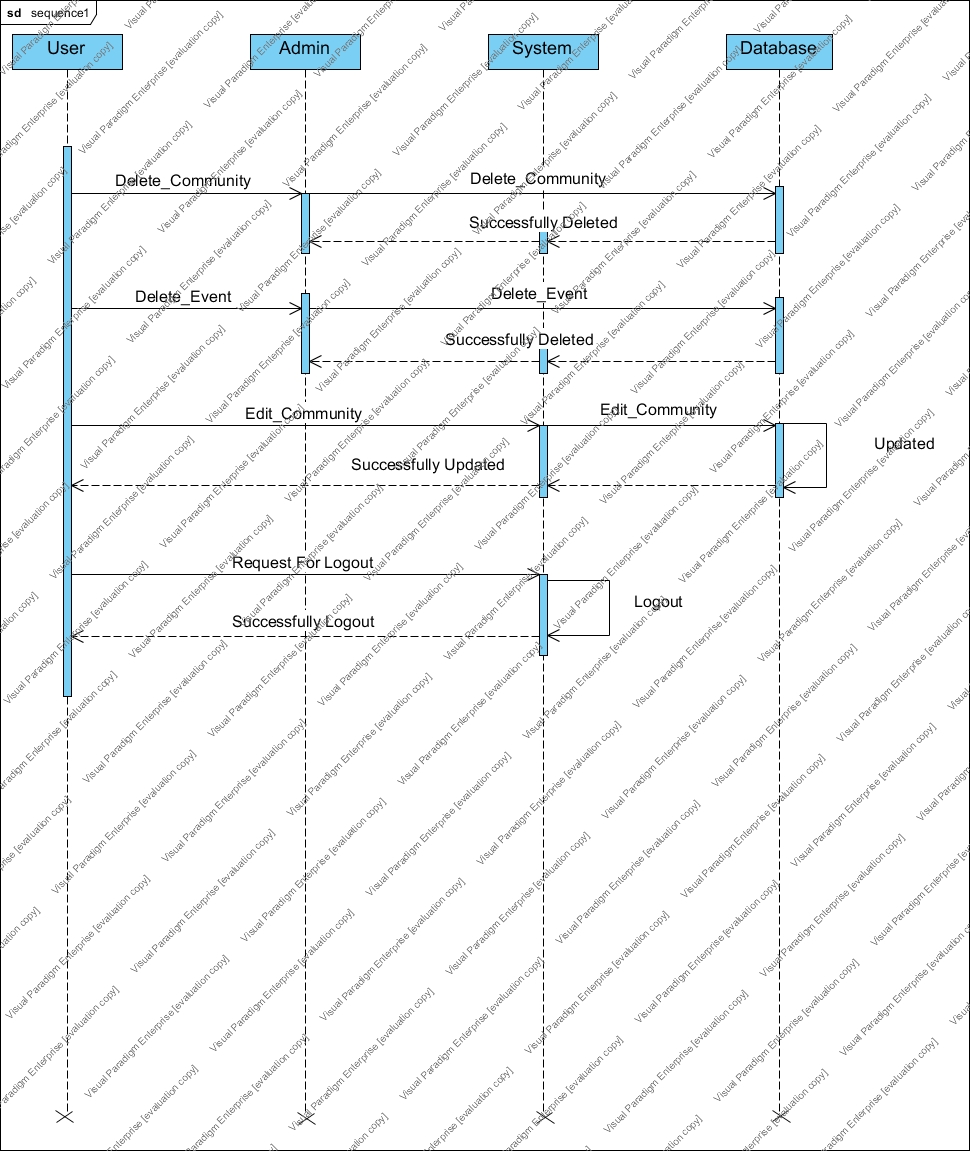 sd sequence1
User Admin System Database
Delete_Community Delete_Community
Successfully Deleted
Delete_Event Delete_Event
Successfully Deleted
Edit_Community Edit_Community
Updated
Successfully Updated
Request For Logout
Logout
Successfully Logout
Visual Paradigm Enterprise [evaluation copy]